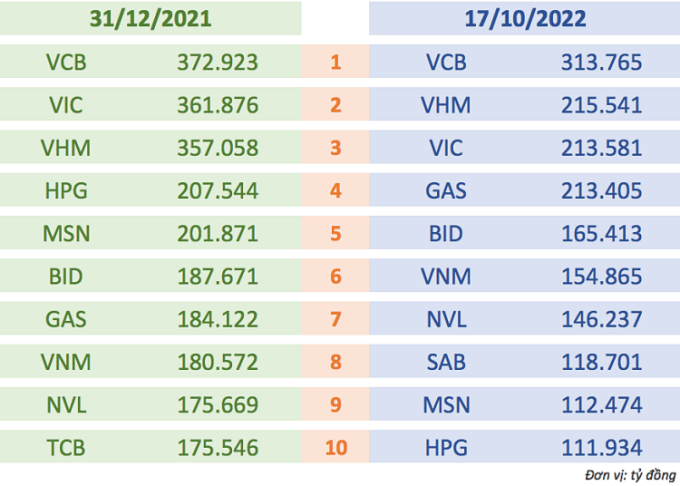 31/12/2021 17/10/2022
VCB 372.923 1 VCB 313.765
VIC 361.876 2 VHM 215.541
VHM 357.058 3 VIC 213.581
HPG 207.544 4 GAS 213.405
MSN 201.871 5 BID 165.413
BID 187.671 6 VNM 154.865
GAS 184.122 7 NVL 146.237
VNM 180.572 8 SAB 118.701
NVL 175.669 9 MSN 112.474
TCB 175.546 10 HPG 111.934
Đơn vị: tỷ đồng